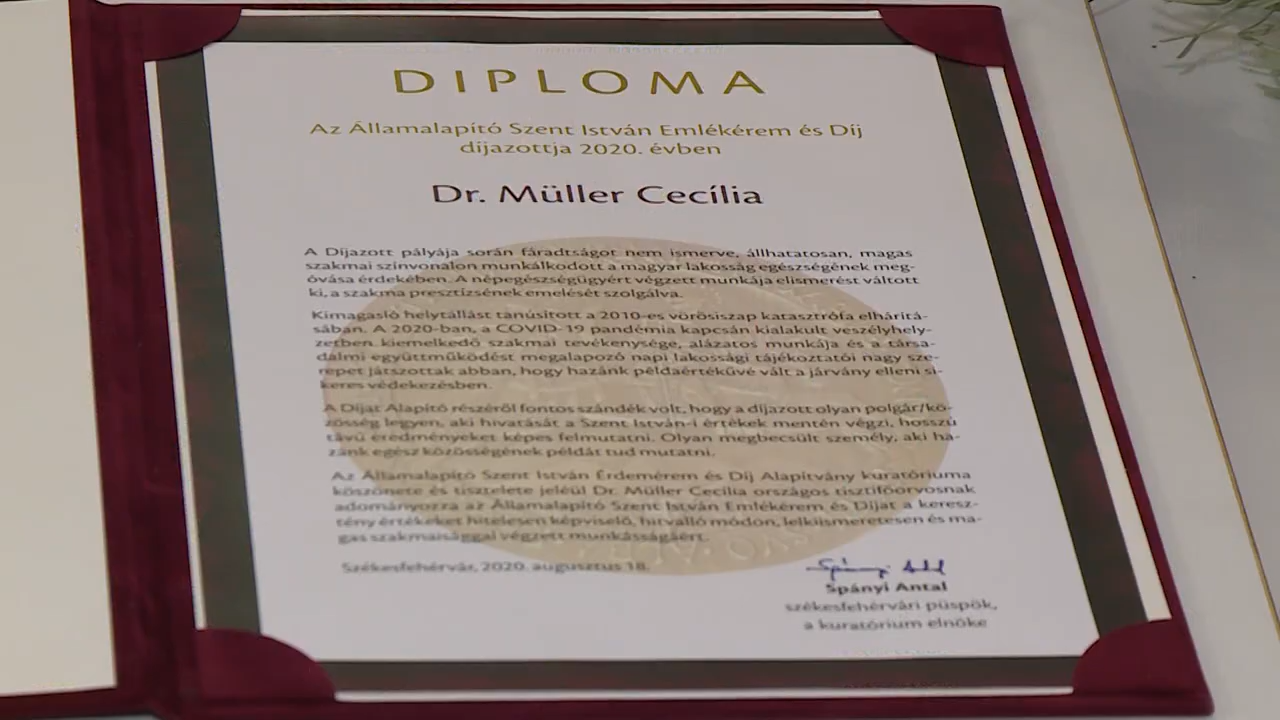 DIPLOMA
Az Államalapító Szent István Emlékérem és Díj
díjazottja 2020. évben
Dr. Müller Cecília
A Díjazott pályája során fáradtságot nem ismerve, állhatatosan, magas
szakmai színvonalon munkálkodott a magyar lakosság egészségének meg-
óvása érdekében. A népegészségügyért végzett munkája elismerést váltott
ki, a szakma presztízsének emelését szolgálva.
Kimagasló helytállást tanúsított a 2010-es vörösiszap katasztrófa elhárítá-
sában. A 2020-ban, a COVID-19 pandémia kapcsán kialakult veszélyhely-
zetben kiemelkedő szakmai tevékenysége, alázatos munkája és a társa-
dalmi együttműködést megalapozó napi lakossági tájékoztatói nagy sze-
repet játszottak abban, hogy hazánk példaértékűvé vált a járvány elleni si-
keres védekezésben.
A Díjat Alapító részéről fontos szándék volt, hogy a díjazott olyan polgár/kö-
zösség legyen, aki hivatását a Szent István-i értékek mentén végzi, hosszú
távú eredményeket képes felmutatni. Olyan megbecsült személy, aki ha-
zánk egész közösségének példát tud mutatni.
Az Államalapító Szent István Érdemérem és Díj Alapítvány kuratóriuma
köszönete és tisztelete jeléül Dr. Müller Cecília országos tisztifőorvosnak
adományozza az Államalapító Szent István Emlékérem és Díjat a keresz-
tény értékeket hitelesen képviselő, hitvalló módon, lelkiismeretesen és ma-
gas szakmaisággal végzett munkásságáért.
Székesfehérvár, 2020. augusztus 18.
Spányi Antal
székesfehérvári püspök,
a kuratórium elnöke